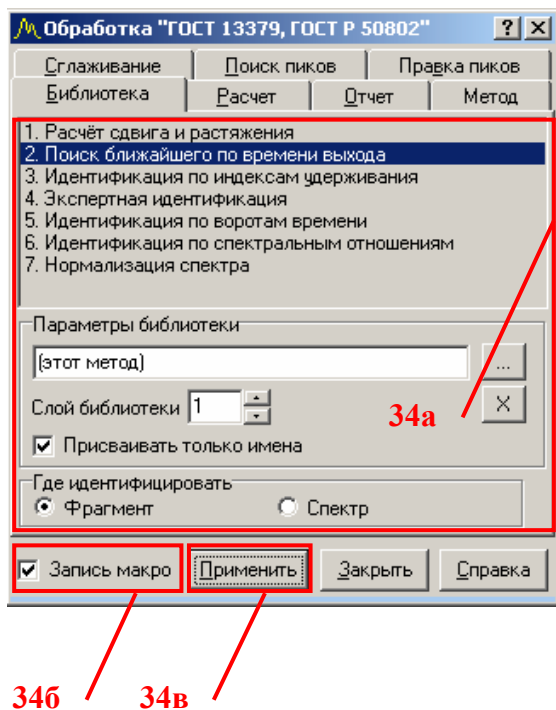 Обработка "ГОСТ 13379, ГОСТ Р 50802" ? X
Сглаживание Поиск пиков Правка пиков
Библиотека Расчет Отчет Метод
1. Расчёт сдвига и растяжения
2. Поиск ближайшего по времени выхода
3. Идентификация по индексам удерживания
4. Экспертная идентификация
5. Идентификация по воротам времени
6. Идентификация по спектральным отношениям
7. Нормализация спектра
Параметры библиотеки
(этот метод) ...
Слой библиотеки 1 34а X
Присваивать только имена
Где идентифицировать
Фрагмент Спектр
Запись макро Применить Закрыть Справка
34б 34в